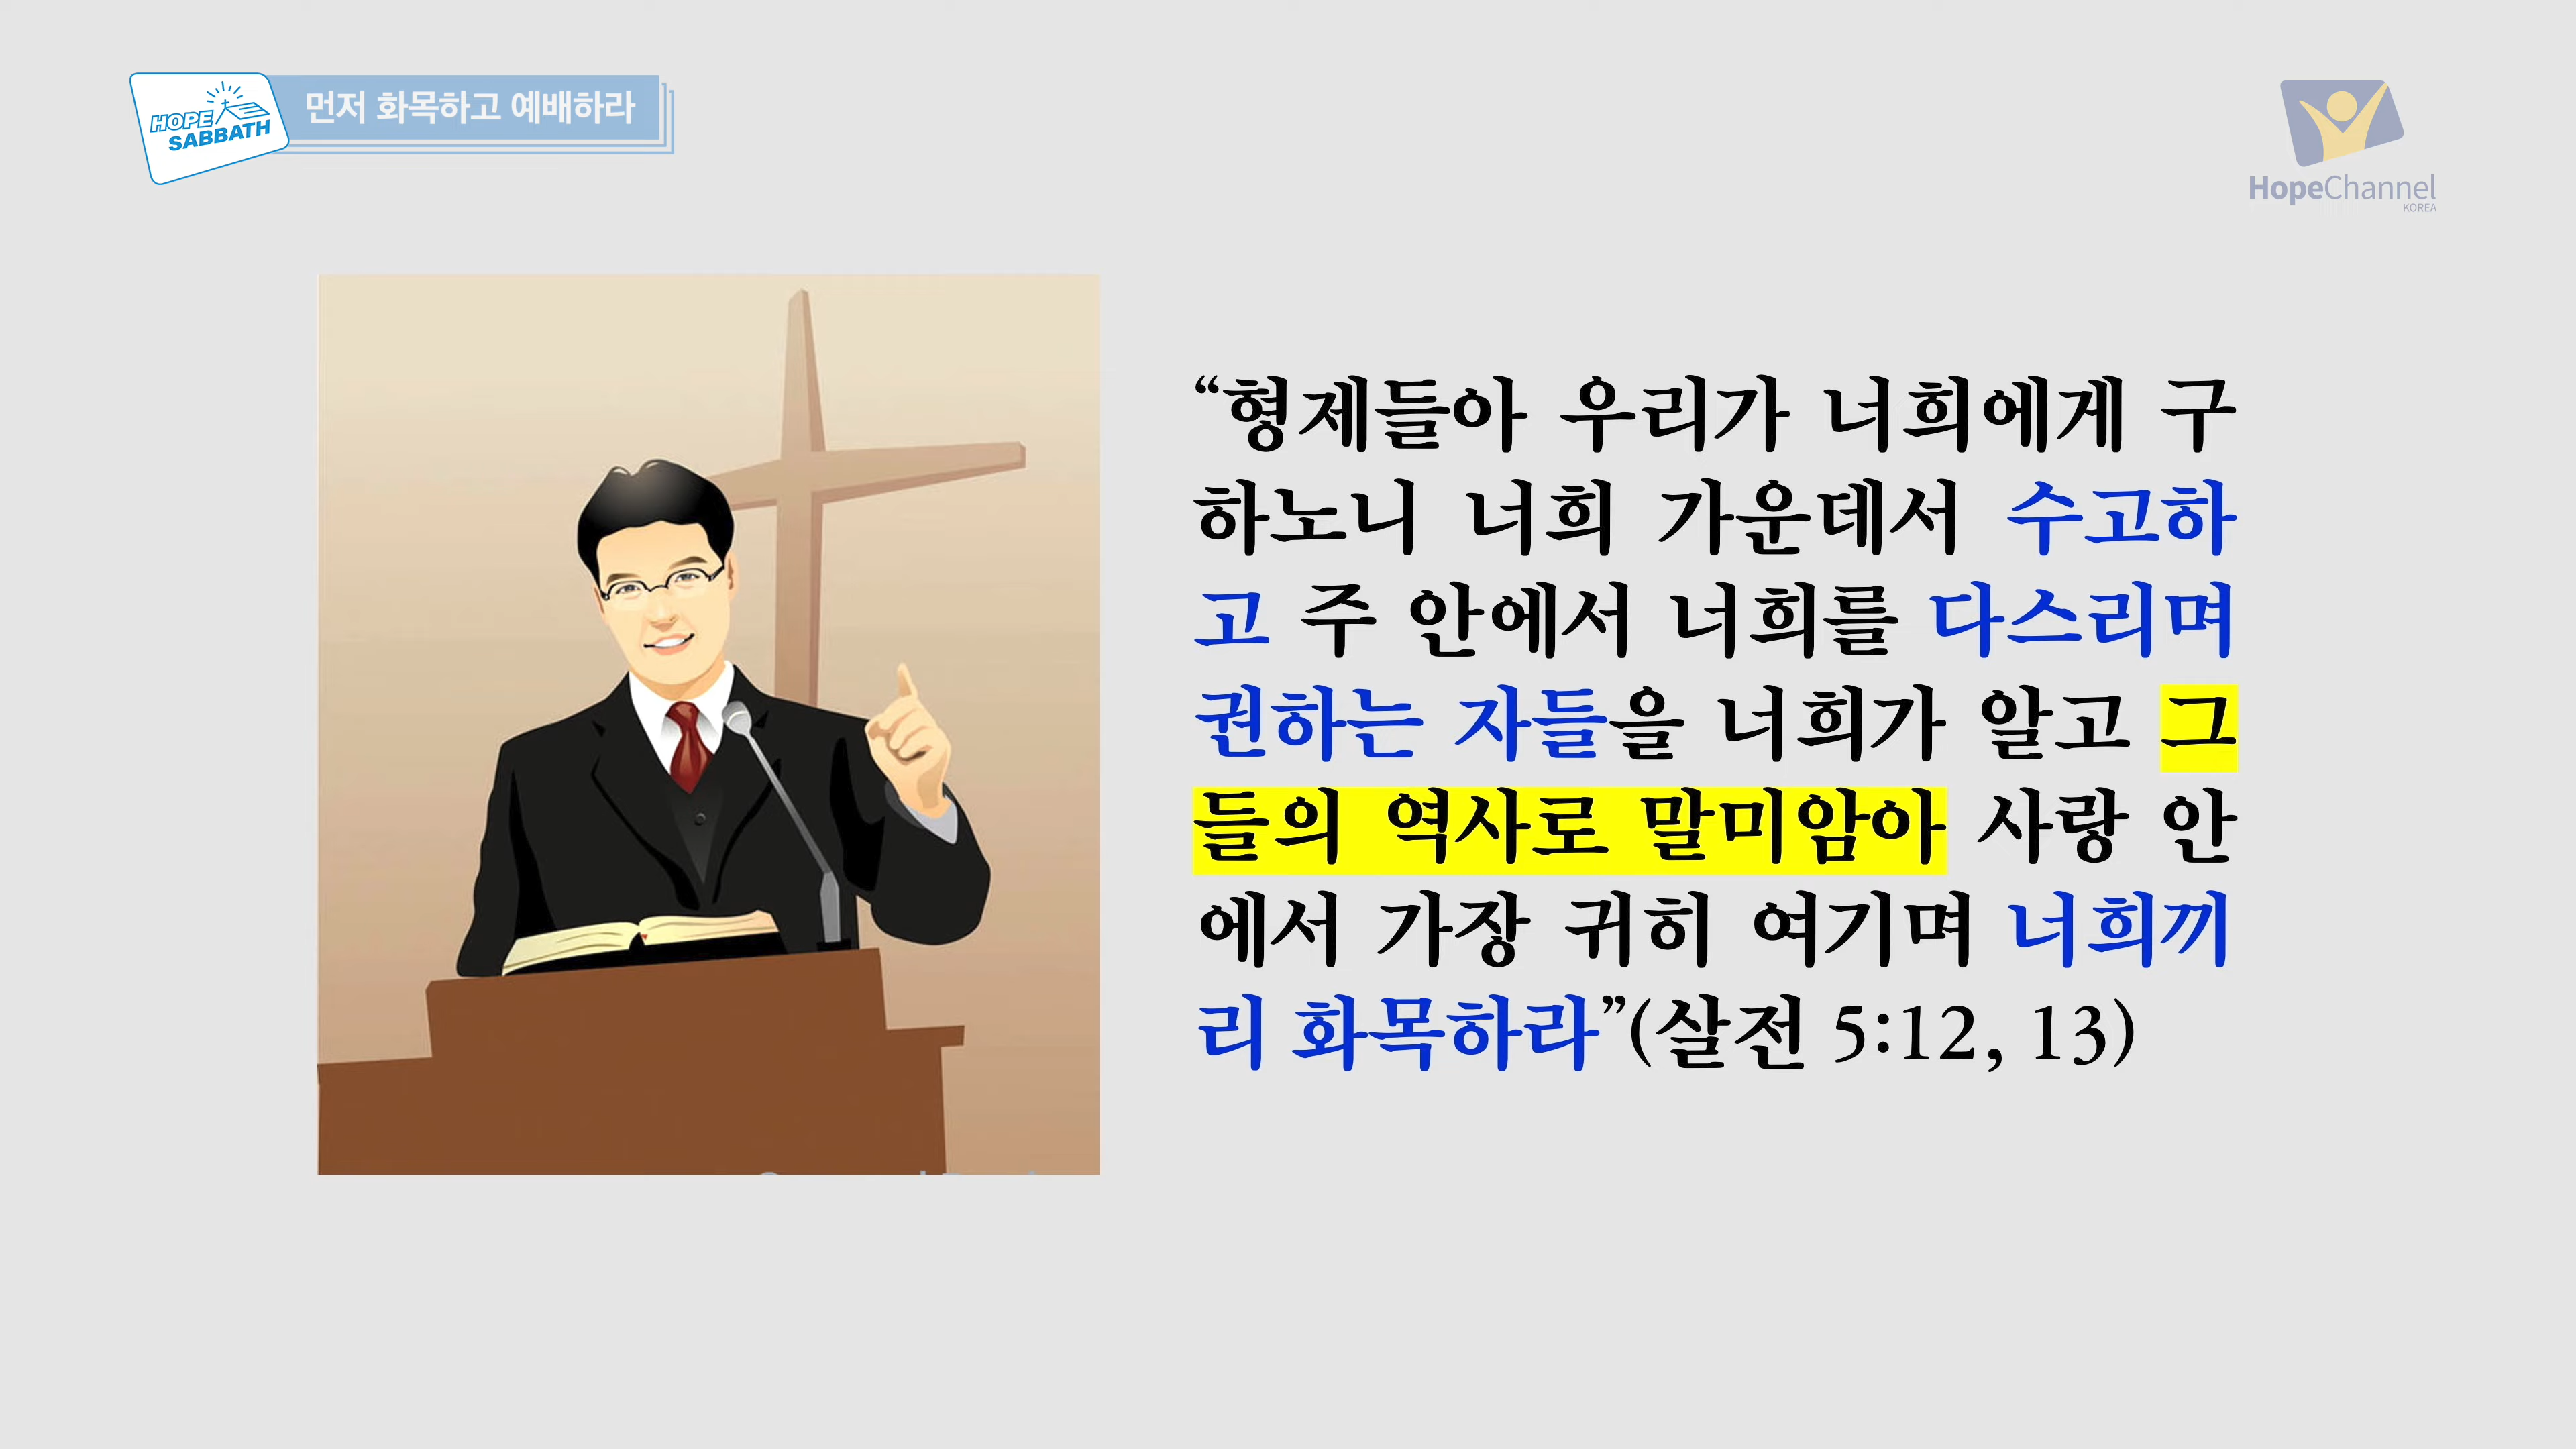 HOPE
SABBATH
먼저 화목하고 예배하라
HopeChannel
KOREA
“형제들아 우리가 너희에게 구
하노니 너희 가운데서 수고하
고 주 안에서 너희를 다스리며
권하는 자들을 너희가 알고 그
들의 역사로 말미암아 사랑 안
에서 가장 귀히 여기며 너희끼
리 화목하라”(살전 5:12, 13)